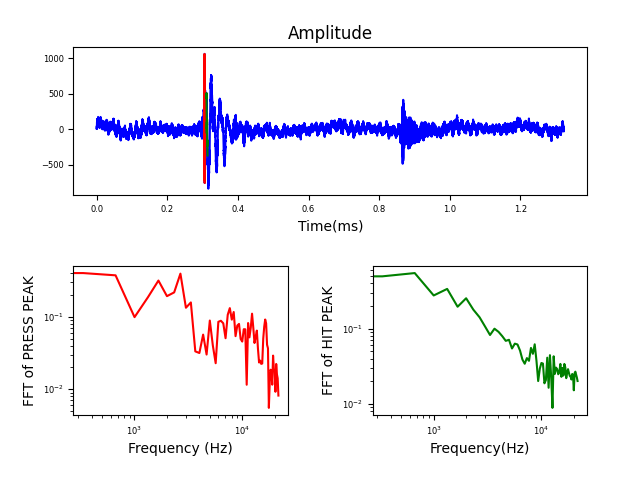 Amplitude
1000
500
0
−500
0.0 0.2 0.4 0.6 0.8 1.0 1.2
Time(ms)
FFT of PRESS PEAK
10⁻¹
10⁻²
10³ 10⁴
Frequency (Hz)
FFT of HIT PEAK
10⁻¹
10⁻²
10³ 10⁴
Frequency(Hz)